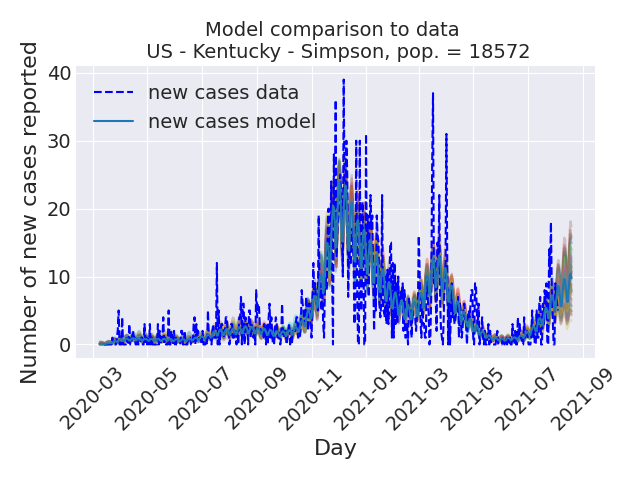 Model comparison to data
US - Kentucky - Simpson, pop. = 18572
Number of new cases reported
40
30
20
10
0
new cases data
new cases model
2020-03
2020-05
2020-07
2020-09
2020-11
2021-01
2021-03
2021-05
2021-07
2021-09
Day